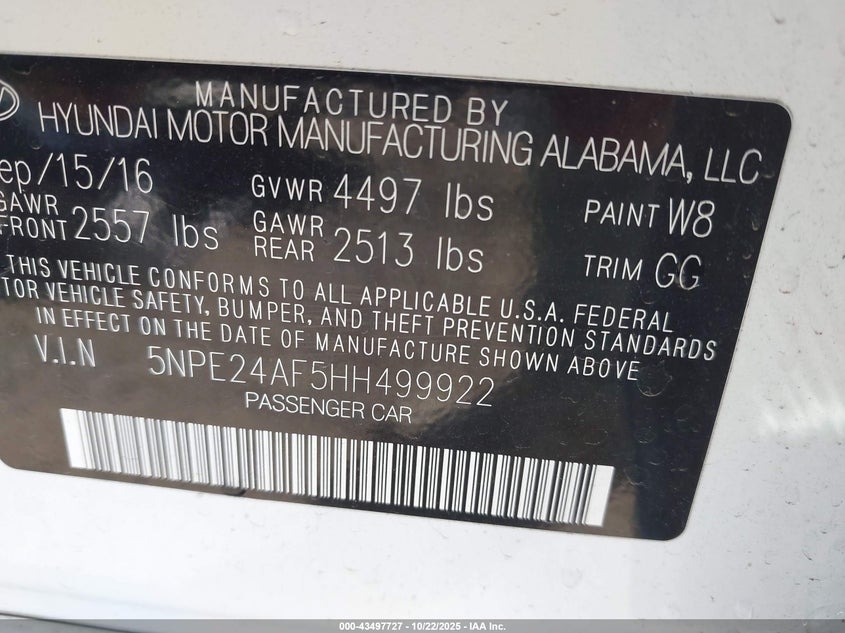 MANUFACTURED BY
HYUNDAI MOTOR MANUFACTURING ALABAMA, LLC
ep/15/16 GVWR 4497 lbs PAINT W8
GAWR FRONT 2557 lbs GAWR REAR 2513 lbs TRIM GG
THIS VEHICLE CONFORMS TO ALL APPLICABLE U.S.A. FEDERAL
TOR VEHICLE SAFETY, BUMPER, AND THEFT PREVENTION STANDARDS
IN EFFECT ON THE DATE OF MANUFACTURE SHOWN ABOVE
V.I.N 5NPE24AF5HH499922
PASSENGER CAR
000-43497727 - 10/22/2025 - IAA Inc.